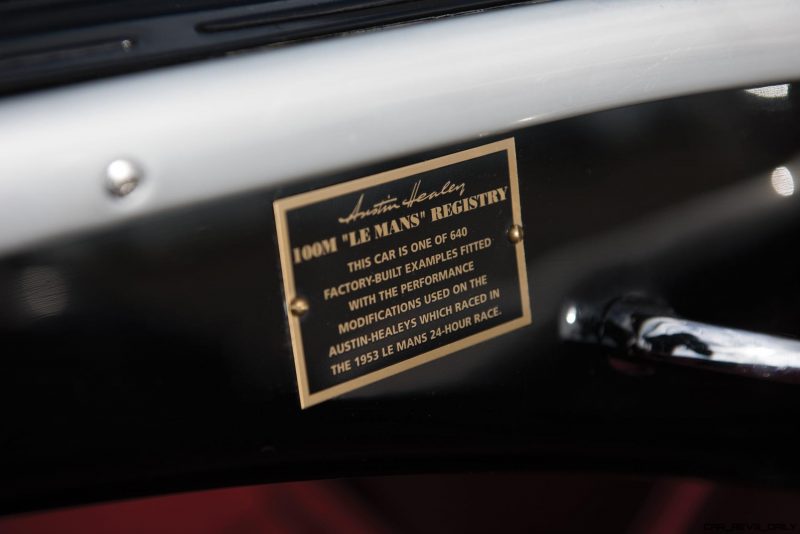 Austin Healey
100M "LE MANS" REGISTRY
THIS CAR IS ONE OF 640
FACTORY-BUILT EXAMPLES FITTED
WITH THE PERFORMANCE
MODIFICATIONS USED ON THE
AUSTIN-HEALEYS WHICH RACED IN
THE 1953 LE MANS 24-HOUR RACE.
CAR_REVS_DAILY